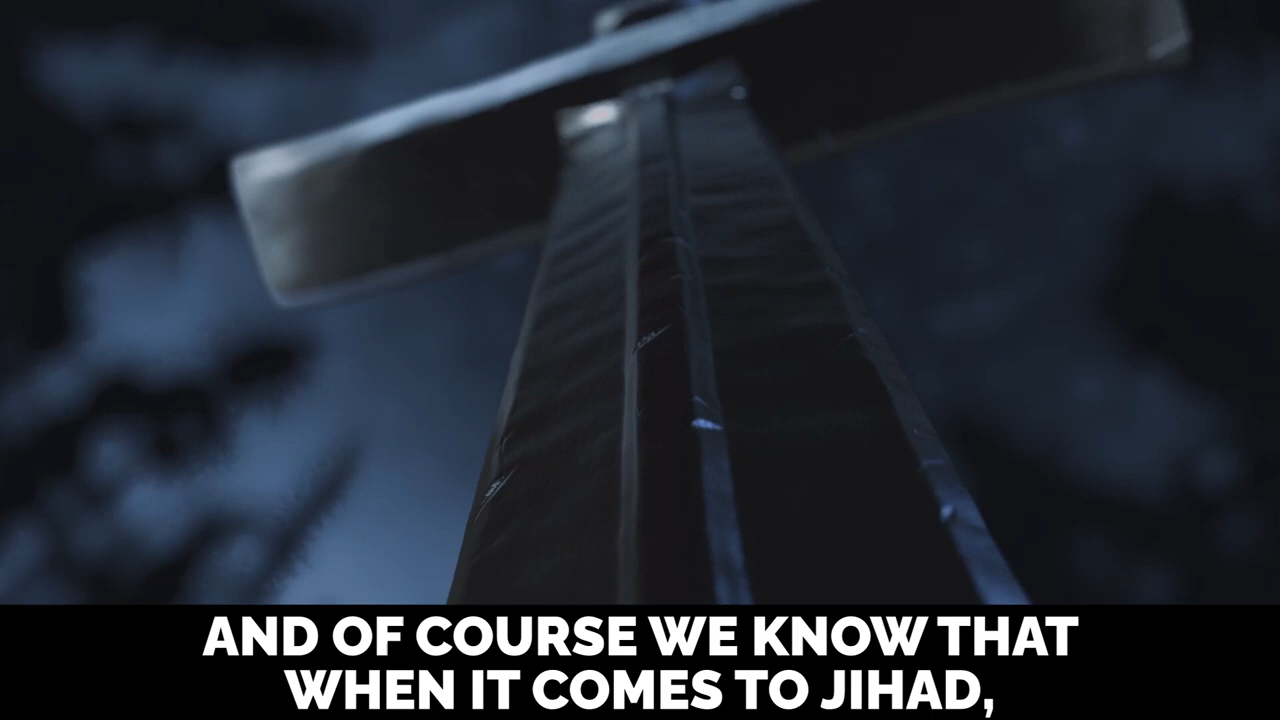 AND OF COURSE WE KNOW THAT
WHEN IT COMES TO JIHAD,